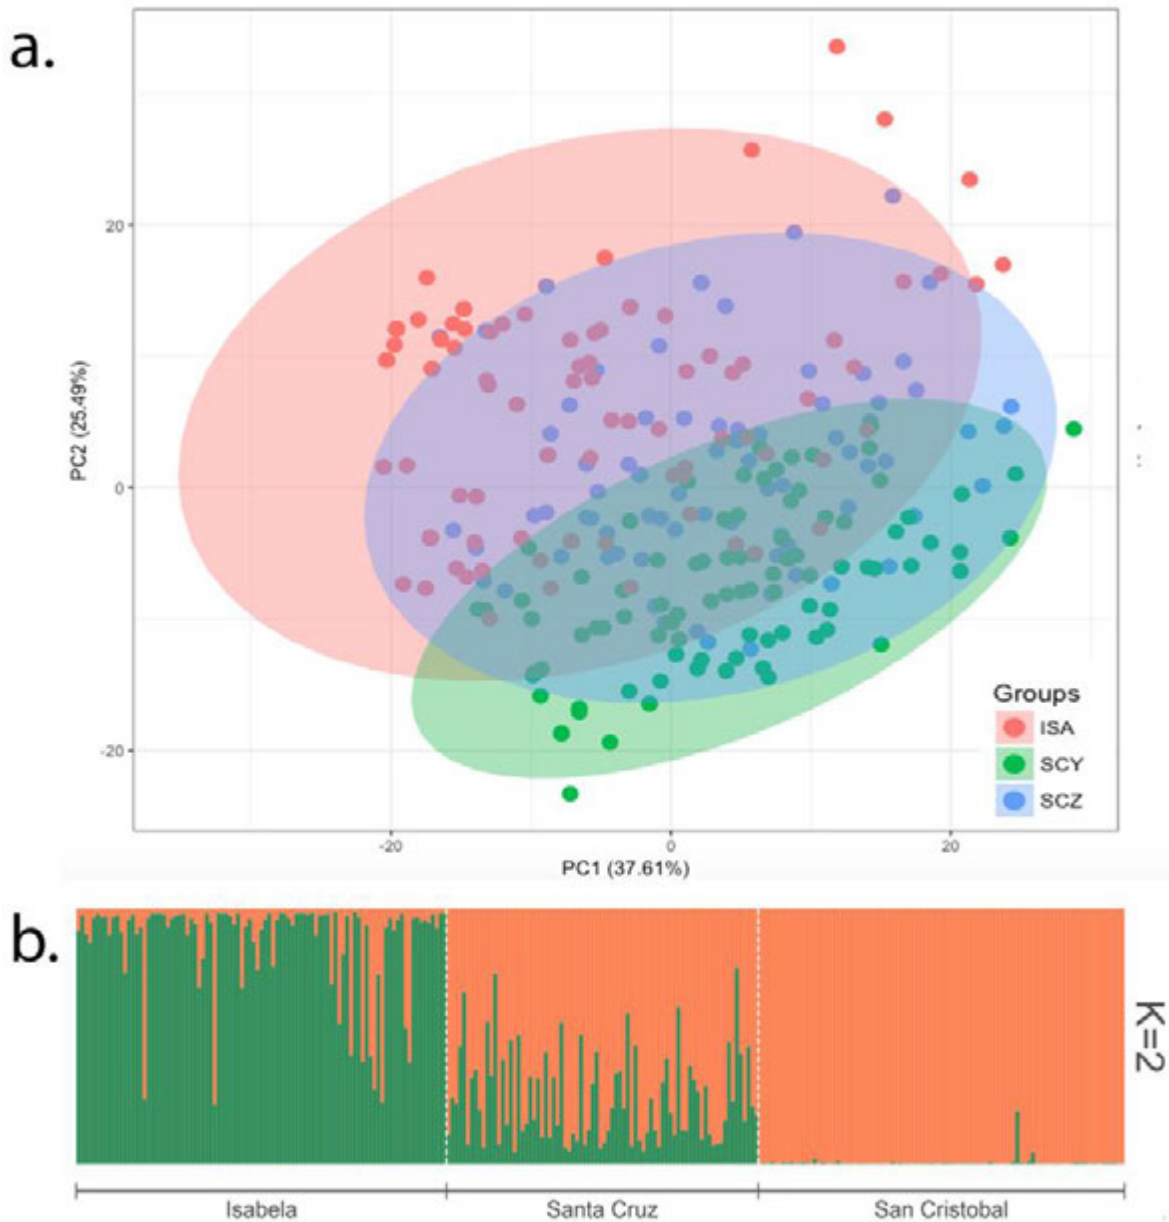 a.
PC2 (25.49%)
20
0
-20
-20
0
20
PC1 (37.61%)
Groups
ISA
SCY
SCZ
b.
K=2
Isabela
Santa Cruz
San Cristobal